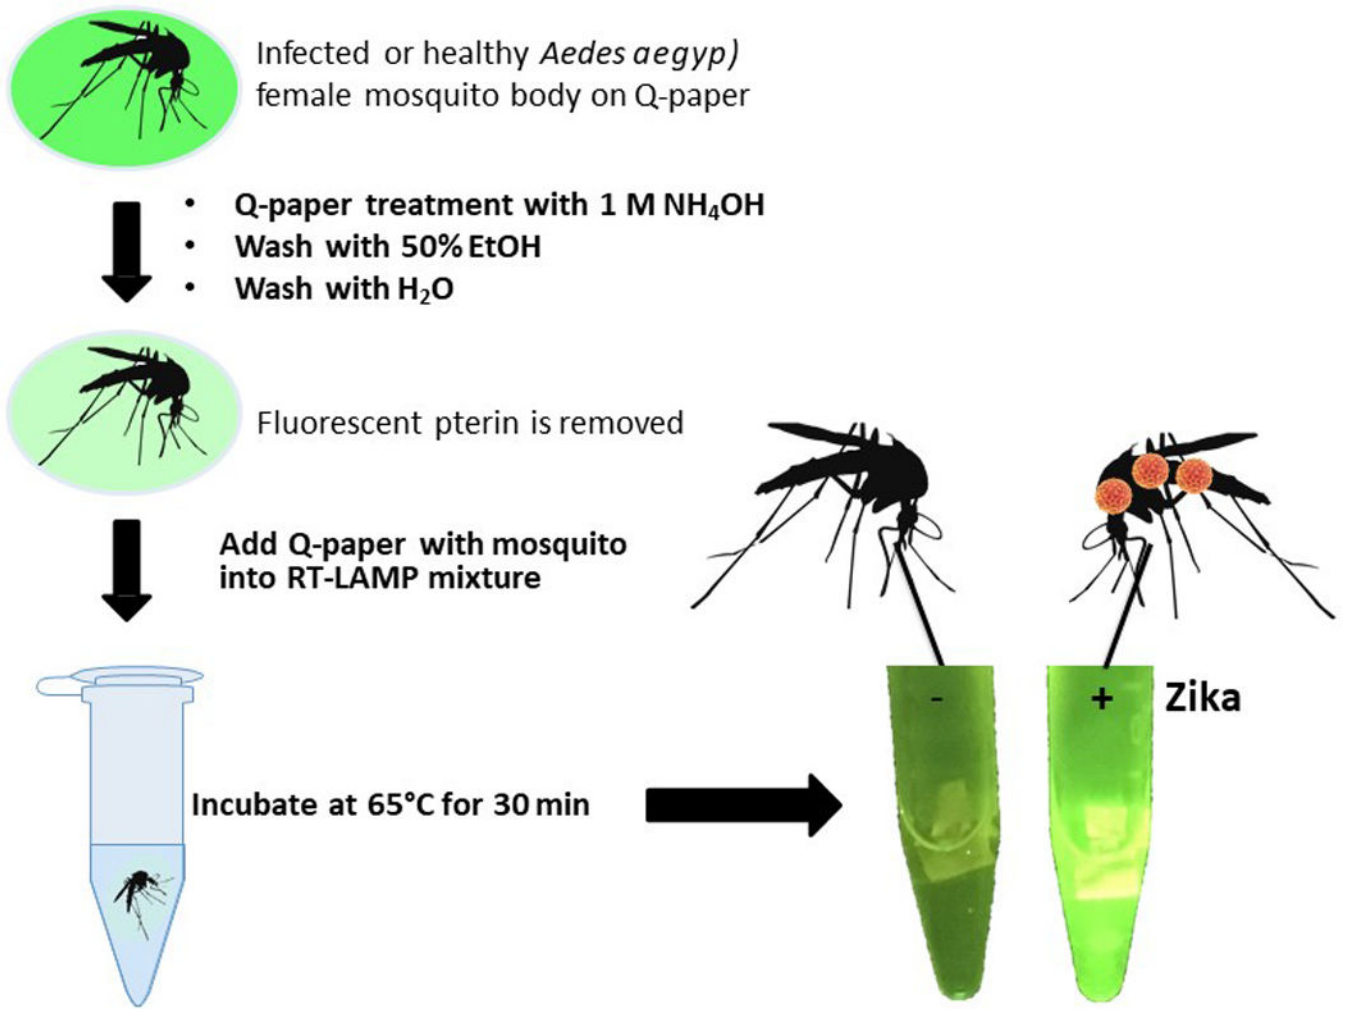 Infected or healthy Aedes aegyp)
female mosquito body on Q-paper
• Q-paper treatment with 1 M NH₄OH
• Wash with 50% EtOH
• Wash with H₂O
Fluorescent pterin is removed
Add Q-paper with mosquito
into RT-LAMP mixture
- + Zika
Incubate at 65°C for 30 min